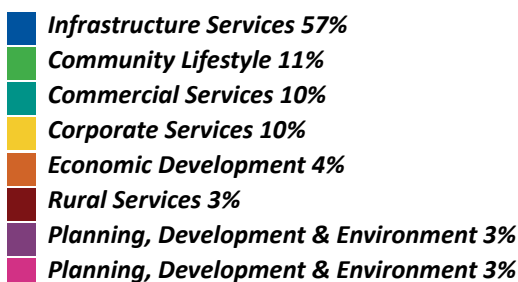 Infrastructure Services 57%
Community Lifestyle 11%
Commercial Services 10%
Corporate Services 10%
Economic Development 4%
Rural Services 3%
Planning, Development & Environment 3%
Planning, Development & Environment 3%